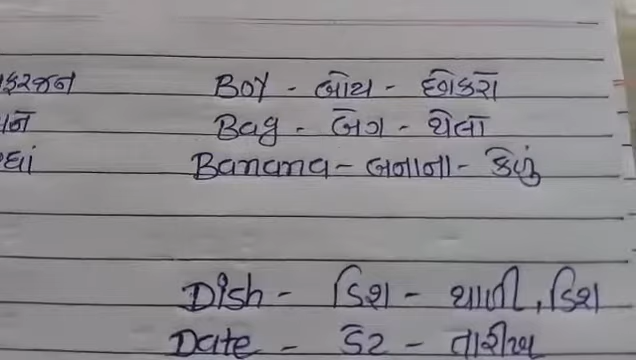 Boy - બોય - છોકરો
Bag - બેગ - થેલો
Banana - બનાના - કેળું
Dish - ડિશ - થાળી, ડિશ
Date - ડેટ - તારીખ